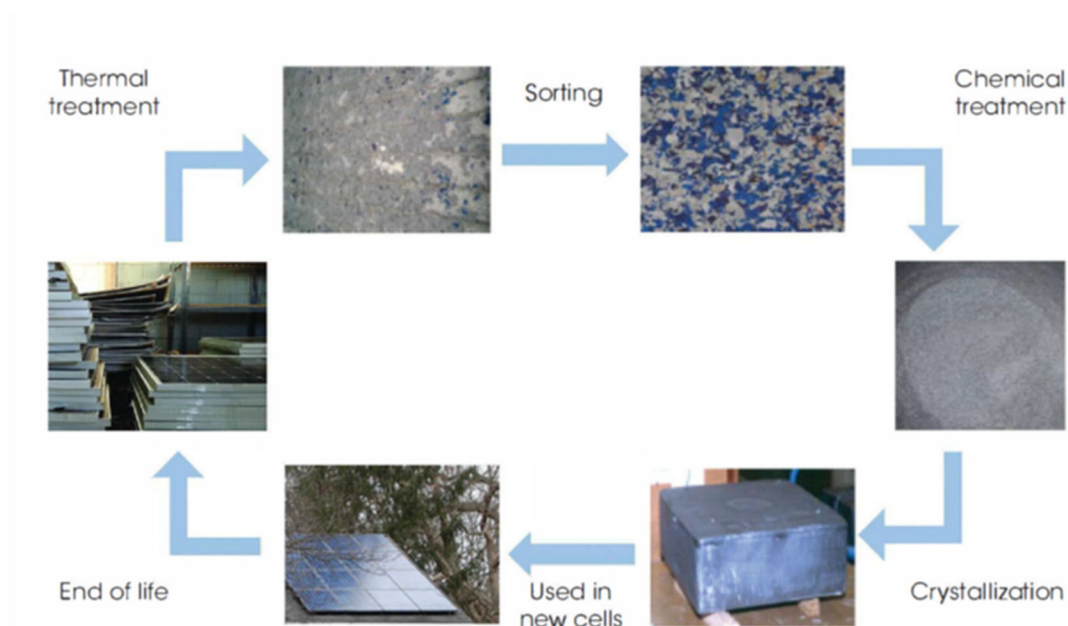 Thermal
treatment
Sorting
Chemical
treatment
End of life
Used in
new cells
Crystallization